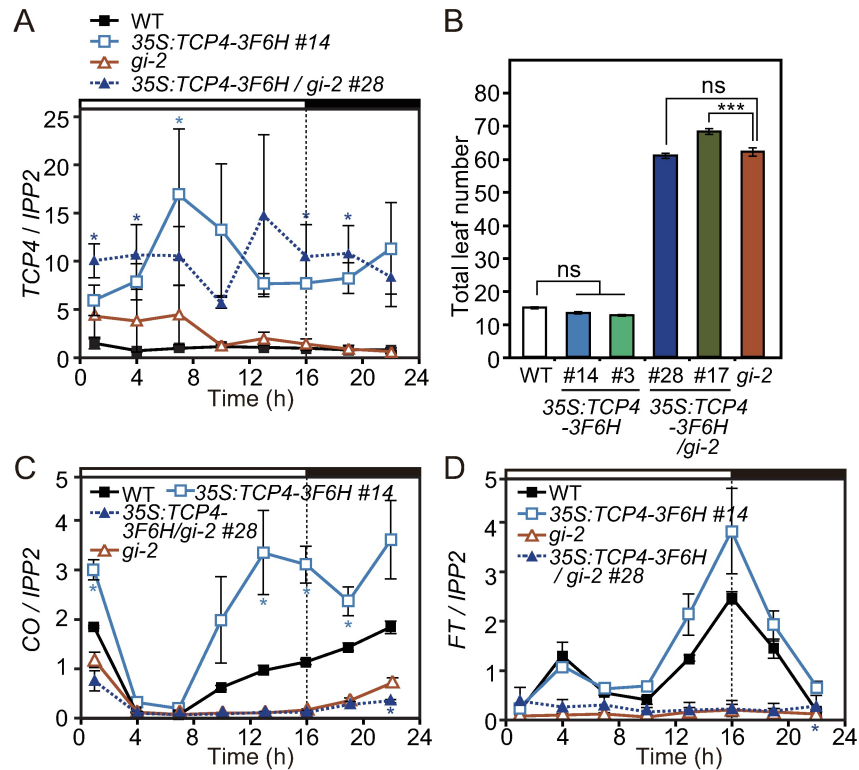 A
WT
35S:TCP4-3F6H #14
gi-2
35S:TCP4-3F6H / gi-2 #28
TCP4 / IPP2
25
20
15
10
5
0
*
*
*
*
*
0 4 8 12 16 20 24
Time (h)
B
Total leaf number
80
70
60
50
40
30
20
10
0
ns
ns
***
WT #14 #3 #28 #17 gi-2
35S:TCP4 35S:TCP4
-3F6H -3F6H
/gi-2
C
5
4
3
2
1
0
CO / IPP2
WT 35S:TCP4-3F6H #14
35S:TCP4-
3F6H/gi-2 #28
gi-2
*
*
*
*
*
0 4 8 12 16 20 24
Time (h)
D
5
4
3
2
1
0
FT / IPP2
WT
35S:TCP4-3F6H #14
gi-2
35S:TCP4-3F6H
/ gi-2 #28
*
0 4 8 12 16 20 24
Time (h)